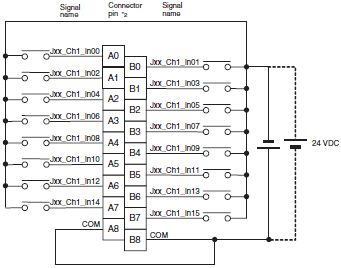 Signal name
Connector pin *2
Signal name
Jxx_Ch1_In00 A0
B0 Jxx_Ch1_In01
Jxx_Ch1_In02 A1
B1 Jxx_Ch1_In03
Jxx_Ch1_In04 A2
B2 Jxx_Ch1_In05
Jxx_Ch1_In06 A3
B3 Jxx_Ch1_In07
Jxx_Ch1_In08 A4
B4 Jxx_Ch1_In09
Jxx_Ch1_In10 A5
B5 Jxx_Ch1_In11
Jxx_Ch1_In12 A6
B6 Jxx_Ch1_In13
Jxx_Ch1_In14 A7
B7 Jxx_Ch1_In15
COM A8
B8 COM
24 VDC